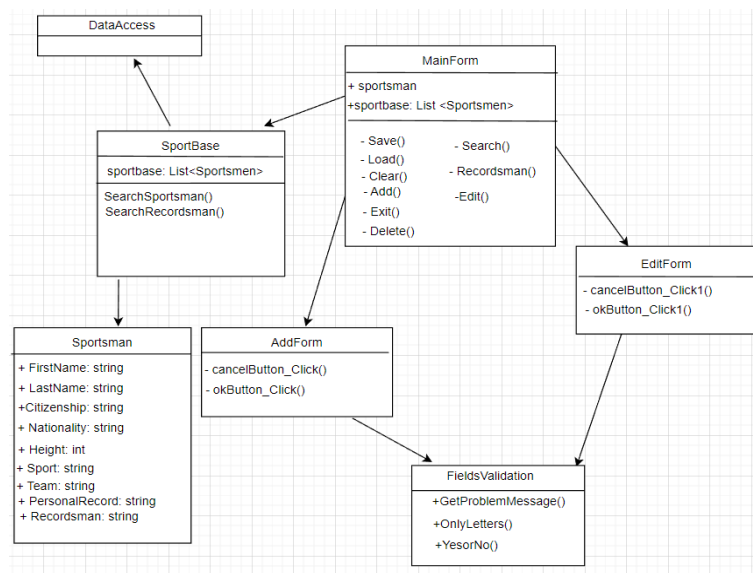 DataAccess
MainForm
+ sportsman
+sportbase: List <Sportsmen>
- Save()
- Load()
- Clear()
- Add()
- Exit()
- Delete()
- Search()
- Recordsman()
-Edit()
SportBase
sportbase: List<Sportsmen>
SearchSportsman()
SearchRecordsman()
EditForm
- cancelButton_Click1()
- okButton_Click1()
Sportsman
+ FirstName: string
+ LastName: string
+Citizenship: string
+ Nationality: string
+ Height: int
+ Sport: string
+ Team: string
+ PersonalRecord: string
+ Recordsman: string
AddForm
- cancelButton_Click()
- okButton_Click()
FieldsValidation
+GetProblemMessage()
+OnlyLetters()
+YesorNo()